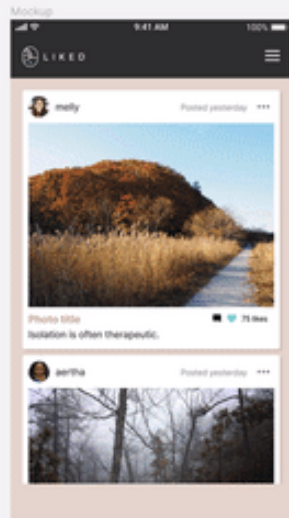 Mockup
9:41 AM
100%
LIKED
melly
Posted yesterday
Photo title
75 likes
Isolation is often therapeutic.
aertha
Posted yesterday